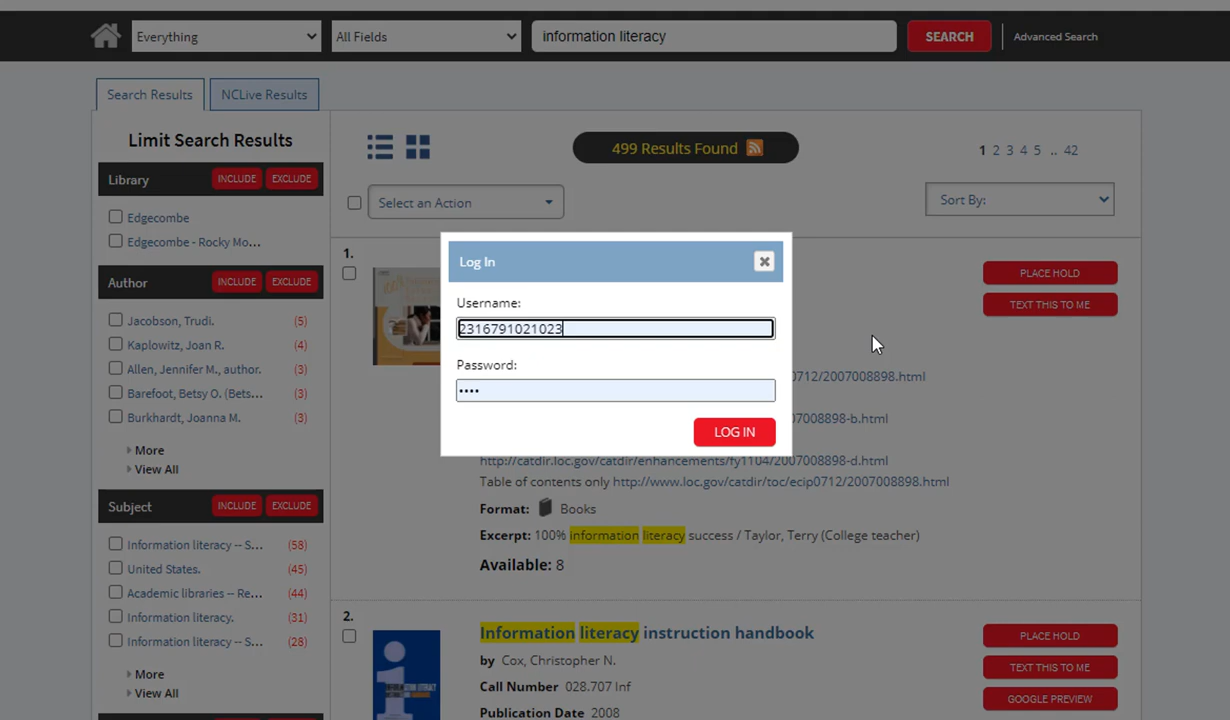 Everything
All Fields
information literacy
SEARCH
Advanced Search
Search Results
NCLive Results
Limit Search Results
Library
INCLUDE
EXCLUDE
Edgecombe
Edgecombe - Rocky Mo...
Author
INCLUDE
EXCLUDE
Jacobson, Trudi. (5)
Kaplowitz, Joan R. (4)
Allen, Jennifer M., author. (3)
Barefoot, Betsy O. (Bets... (3)
Burkhardt, Joanna M. (3)
More
View All
Subject
INCLUDE
EXCLUDE
Information literacy -- S... (58)
United States. (45)
Academic libraries -- Re... (44)
Information literacy. (31)
Information literacy -- S... (28)
More
View All
499 Results Found
1 2 3 4 5 .. 42
Select an Action
Sort By:
1.
PLACE HOLD
TEXT THIS TO ME
Log In
Username:
2316791021023
Password:
••••
LOG IN
0712/2007008898.html
/2007008898-b.html
http://catdir.loc.gov/catdir/enhancements/fy1104/2007008898-d.html
Table of contents only http://www.loc.gov/catdir/toc/ecip0712/2007008898.html
Format: Books
Excerpt: 100% information literacy success / Taylor, Terry (College teacher)
Available: 8
2.
Information literacy instruction handbook
by Cox, Christopher N.
Call Number 028.707 Inf
Publication Date 2008
PLACE HOLD
TEXT THIS TO ME
GOOGLE PREVIEW